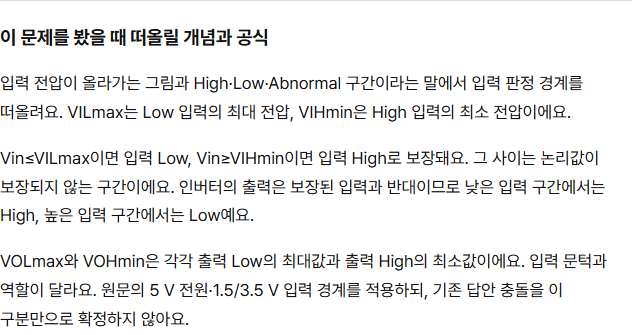 이 문제를 봤을 때 떠올릴 개념과 공식
입력 전압이 올라가는 그림과 High·Low·Abnormal 구간이라는 말에서 입력 판정 경계를
떠올려요. VILmax는 Low 입력의 최대 전압, VIHmin은 High 입력의 최소 전압이에요.
Vin≤VILmax이면 입력 Low, Vin≥VIHmin이면 입력 High로 보장돼요. 그 사이는 논리값이
보장되지 않는 구간이에요. 인버터의 출력은 보장된 입력과 반대이므로 낮은 입력 구간에서는
High, 높은 입력 구간에서는 Low예요.
VOLmax와 VOHmin은 각각 출력 Low의 최대값과 출력 High의 최소값이에요. 입력 문턱과
역할이 달라요. 원문의 5 V 전원·1.5/3.5 V 입력 경계를 적용하되, 기존 답안 충돌을 이
구분만으로 확정하지 않아요.